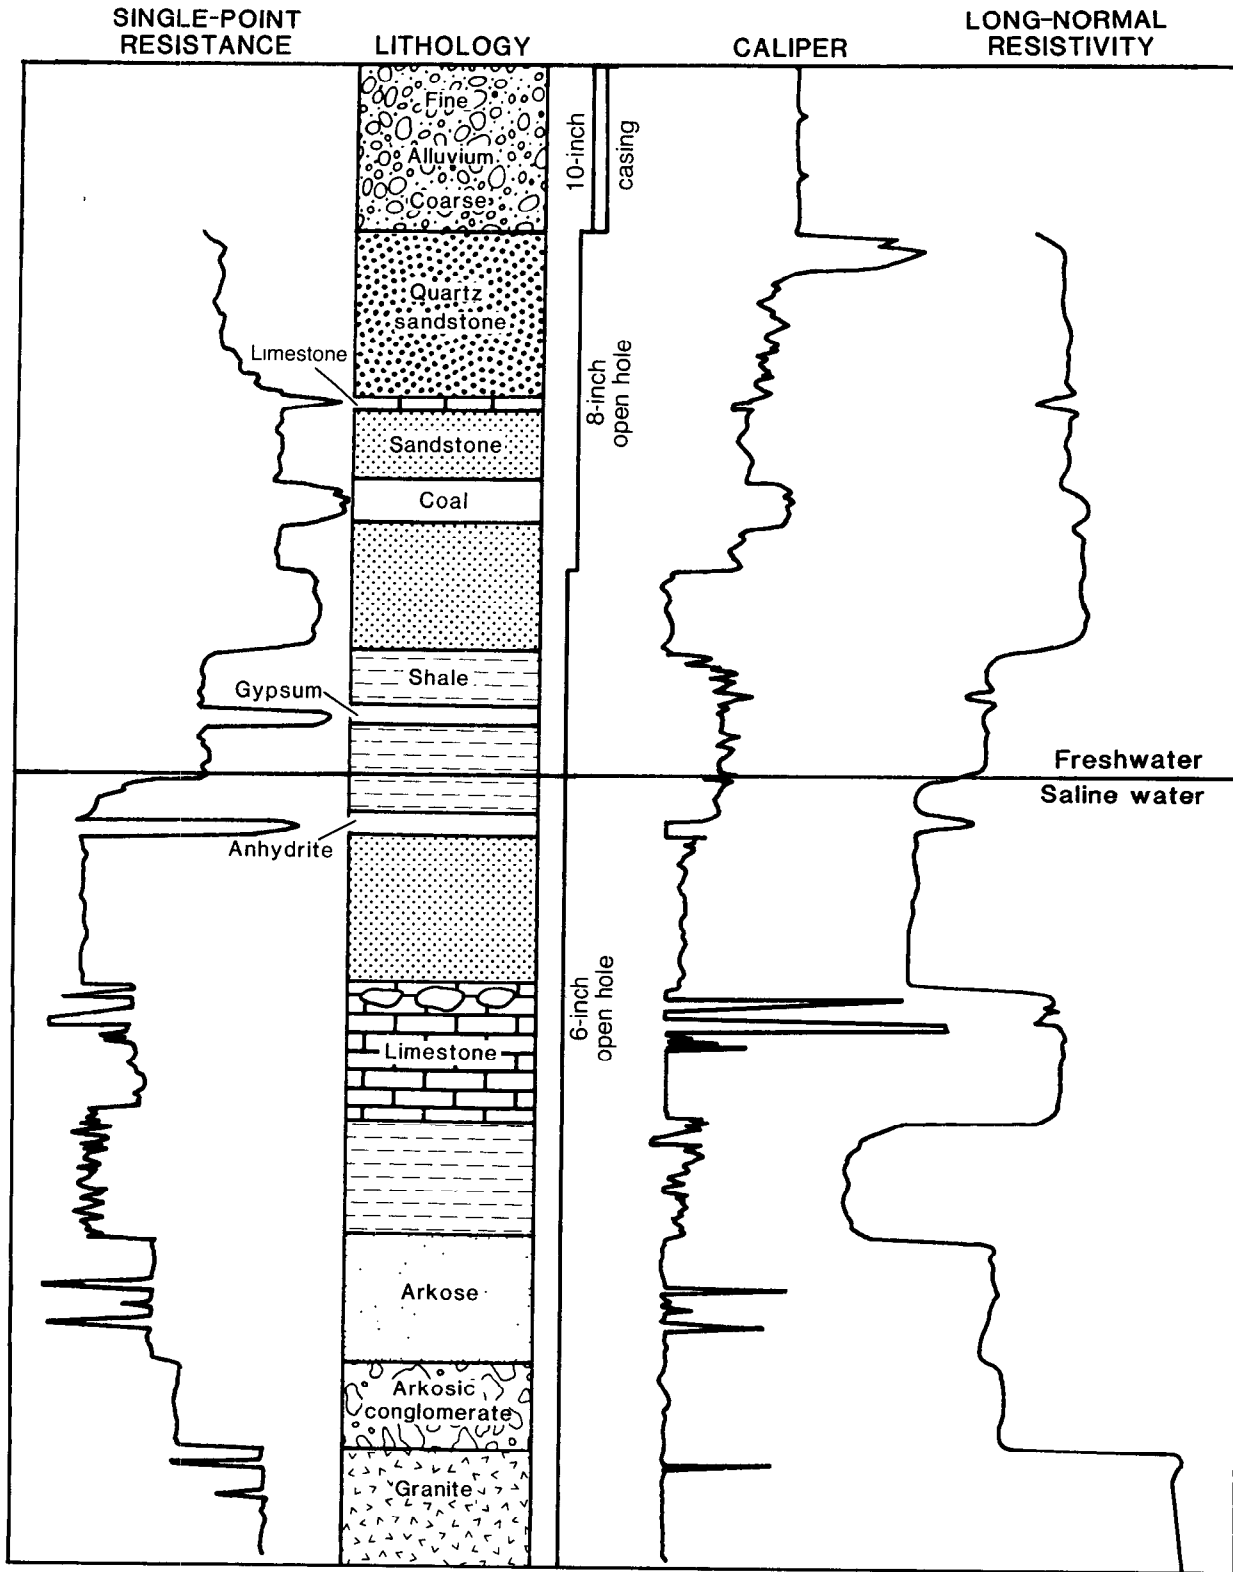 SINGLE-POINT
RESISTANCE
LITHOLOGY
CALIPER
LONG-NORMAL
RESISTIVITY
Fine
Alluvium
Coarse
10-inch
casing
Quartz
sandstone
Limestone
8-inch
open hole
Sandstone
Coal
Shale
Gypsum
Freshwater
Saline water
Anhydrite
6-inch
open hole
Limestone
Arkose
Arkosic
conglomerate
Granite